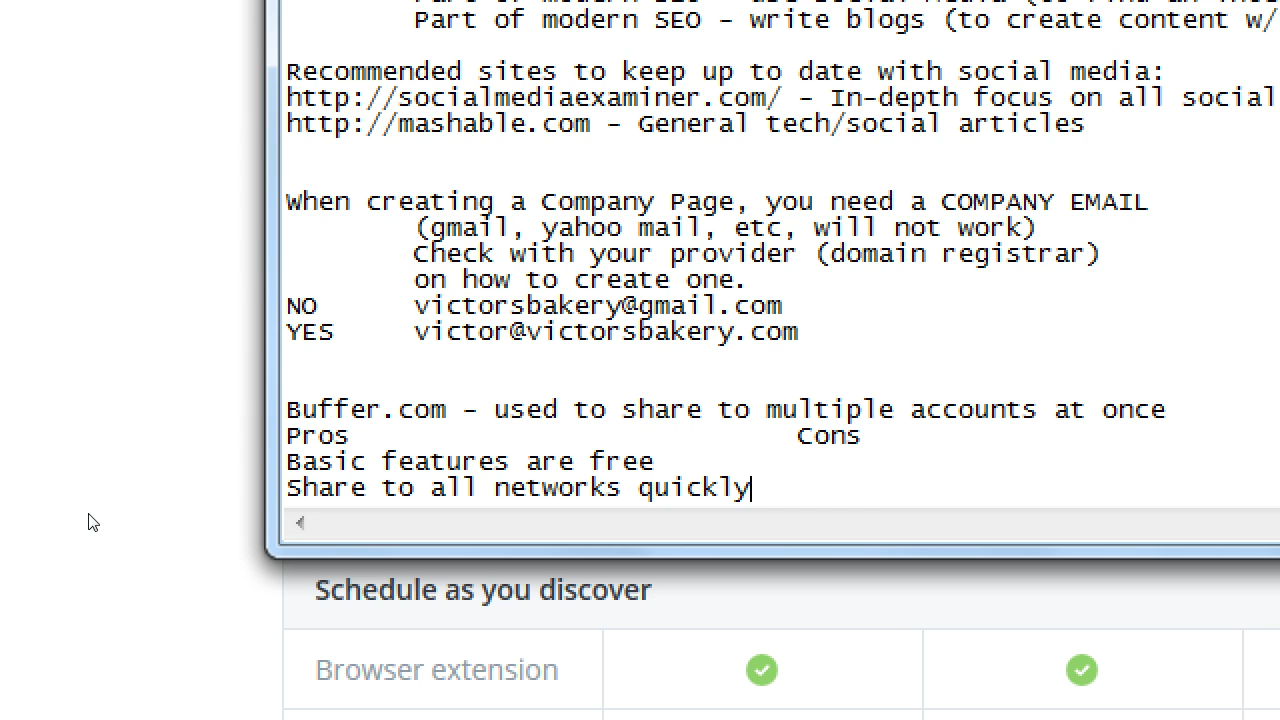 Part of modern SEO - write blogs (to create content w/
Recommended sites to keep up to date with social media:
http://socialmediaexaminer.com/ - In-depth focus on all social
http://mashable.com - General tech/social articles
When creating a Company Page, you need a COMPANY EMAIL
(gmail, yahoo mail, etc, will not work)
Check with your provider (domain registrar)
on how to create one.
NO victorsbakery@gmail.com
YES victor@victorsbakery.com
Buffer.com - used to share to multiple accounts at once
Pros Cons
Basic features are free
Share to all networks quickly
Schedule as you discover
Browser extension